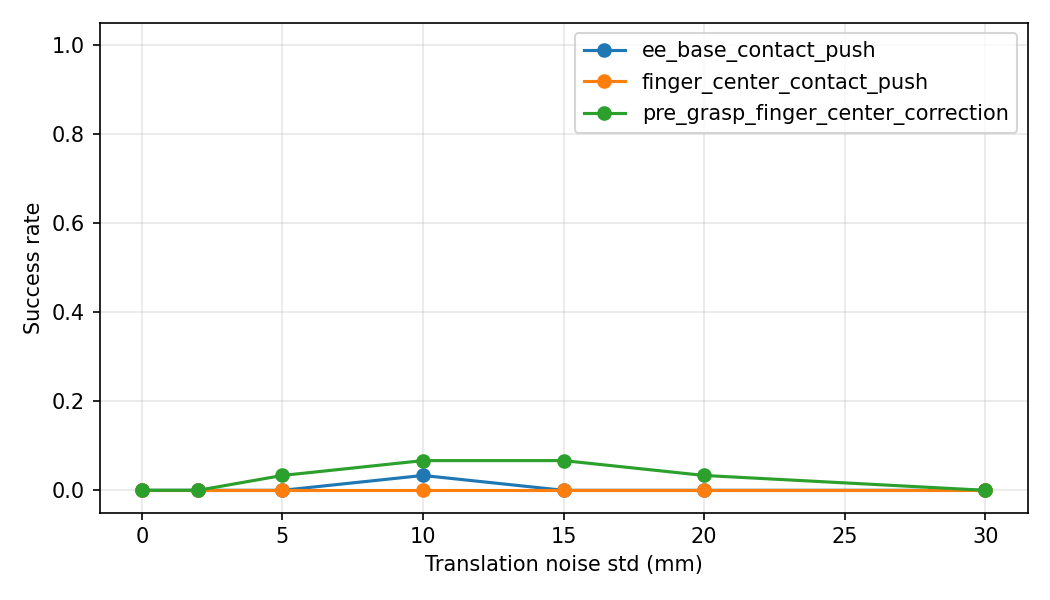 1.0
0.8
0.6
0.4
0.2
0.0
Success rate
ee_base_contact_push
finger_center_contact_push
pre_grasp_finger_center_correction
0 5 10 15 20 25 30
Translation noise std (mm)